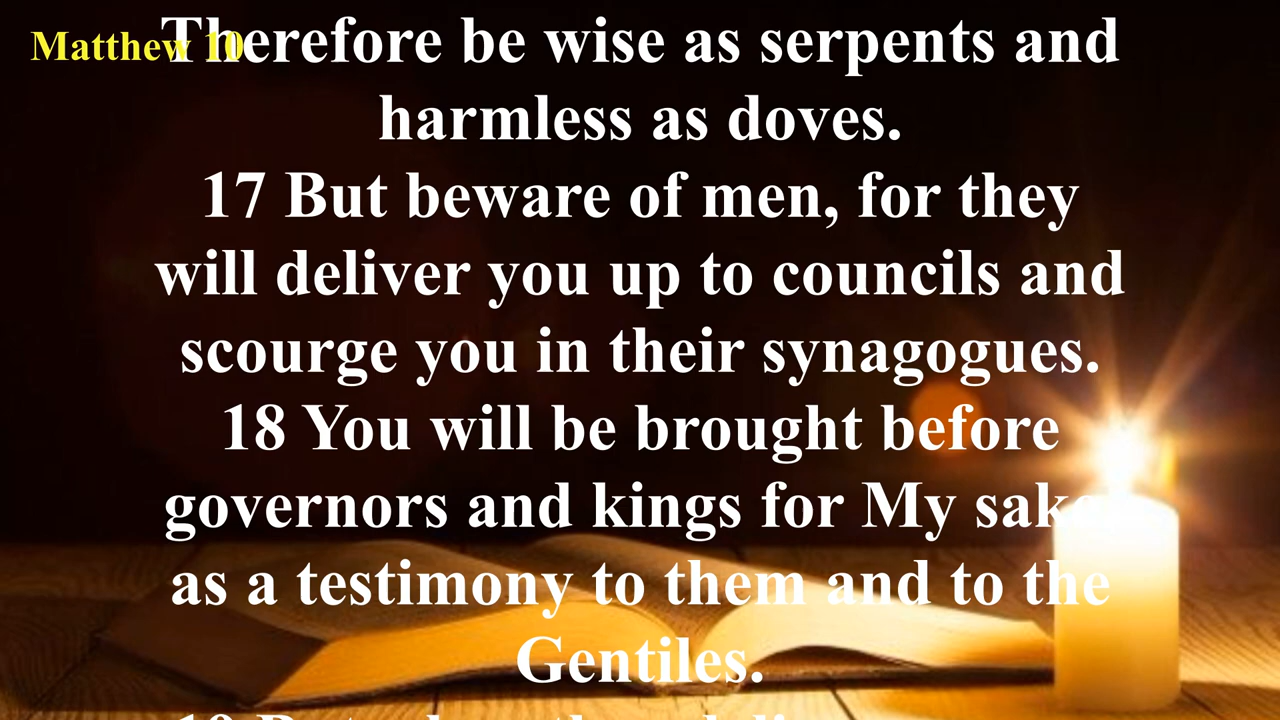 Matthew 10
Therefore be wise as serpents and
harmless as doves.
17 But beware of men, for they
will deliver you up to councils and
scourge you in their synagogues.
18 You will be brought before
governors and kings for My sake,
as a testimony to them and to the
Gentiles.